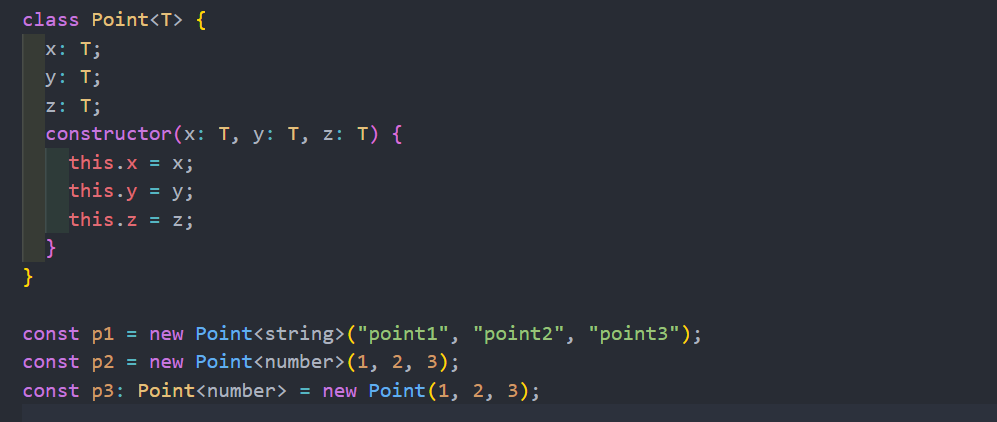 class Point<T> {
  x: T;
  y: T;
  z: T;
  constructor(x: T, y: T, z: T) {
    this.x = x;
    this.y = y;
    this.z = z;
  }
}

const p1 = new Point<string>("point1", "point2", "point3");
const p2 = new Point<number>(1, 2, 3);
const p3: Point<number> = new Point(1, 2, 3);